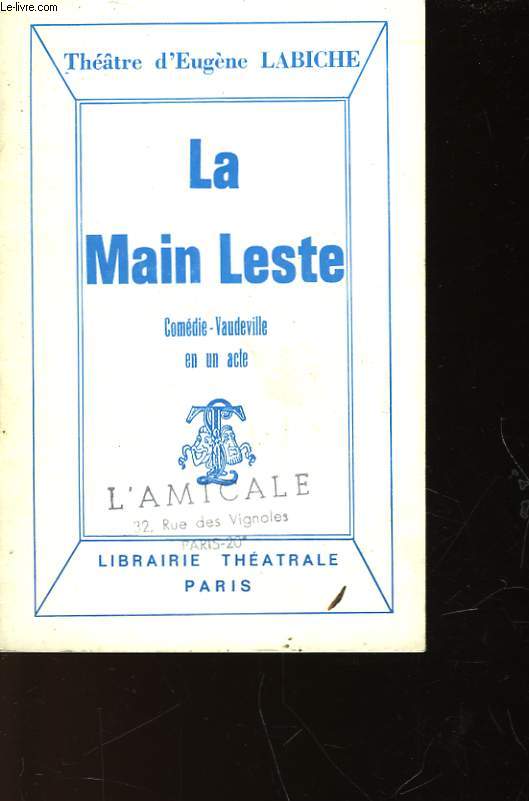 Le-livre.com
Théâtre d'Eugène LABICHE
La
Main Leste
Comédie-Vaudeville
en un acte
L'AMICALE
32, Rue des Vignoles
PARIS-20e
LIBRAIRIE THÉATRALE
PARIS